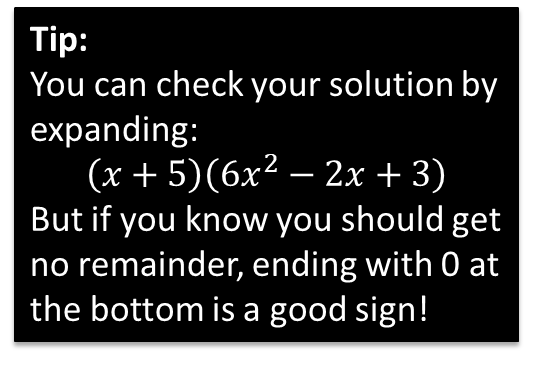 Tip:
You can check your solution by
expanding:
(x + 5)(6x² − 2x + 3)
But if you know you should get
no remainder, ending with 0 at
the bottom is a good sign!